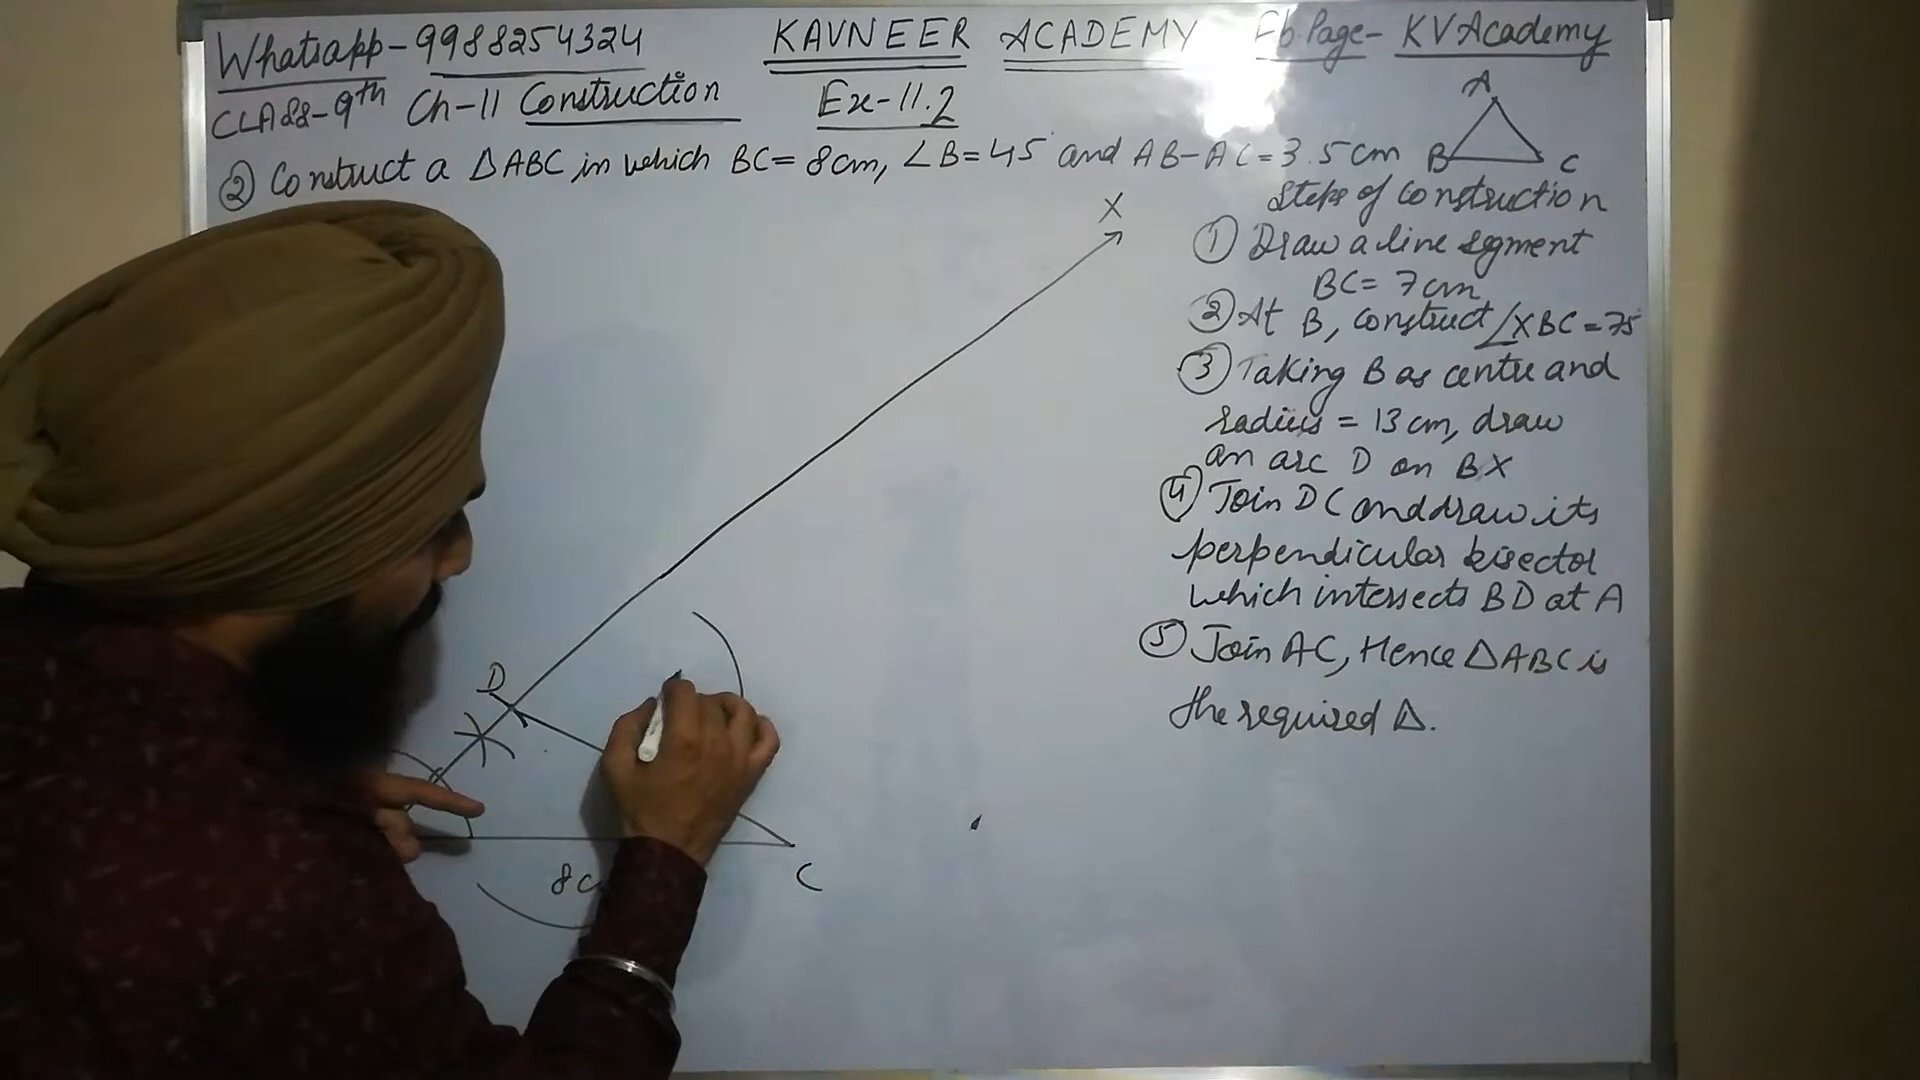 Whatsapp-9988254324 KAVNEER ACADEMY Fb Page- KVAcademy
CLASS-9th Ch-11 Construction Ex-11.2
② Construct a ΔABC in which BC= 8cm, ∠B=45° and AB-AC=3.5cm
A
B C
Steps of Construction
① Draw a line segment
BC= 7cm
② At B, construct ∠XBC=75
③ Taking B as centre and
radius = 13cm, draw
an arc D on BX
④ Join DC and draw its
perpendicular bisector
which intersects BD at A
⑤ Join AC, Hence ΔABC is
the required Δ.
X
D
C